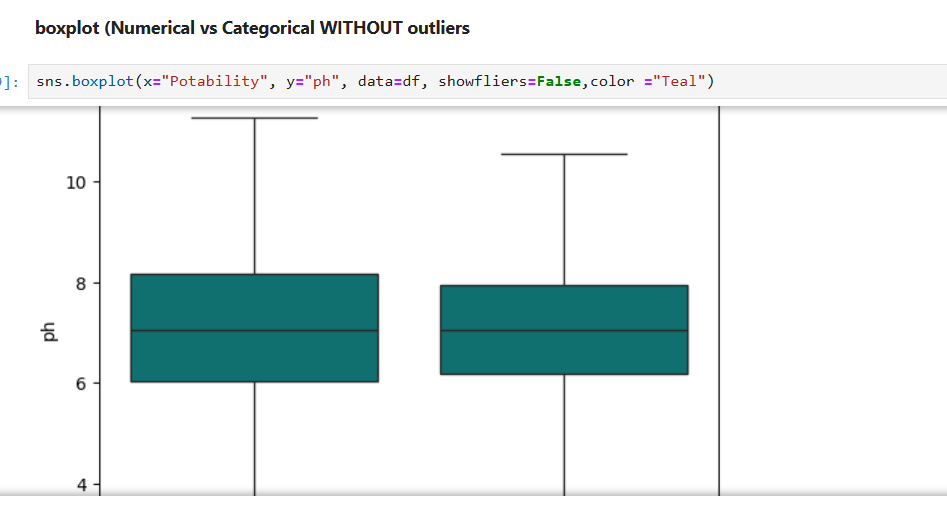 boxplot (Numerical vs Categorical WITHOUT outliers
]: sns.boxplot(x="Potability", y="ph", data=df, showfliers=False,color ="Teal")
10
8
ph
6
4